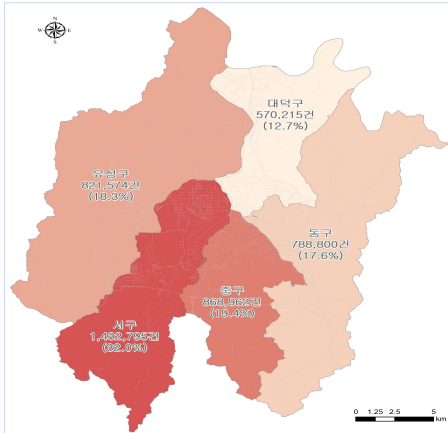 N
W E
S
대덕구
570,215건
(12.7%)
유성구
821,574건
(18.3%)
동구
788,800건
(17.6%)
중구
868,962건
(19.4%)
서구
1,432,795건
(32.0%)
0 1.25 2.5 5
km